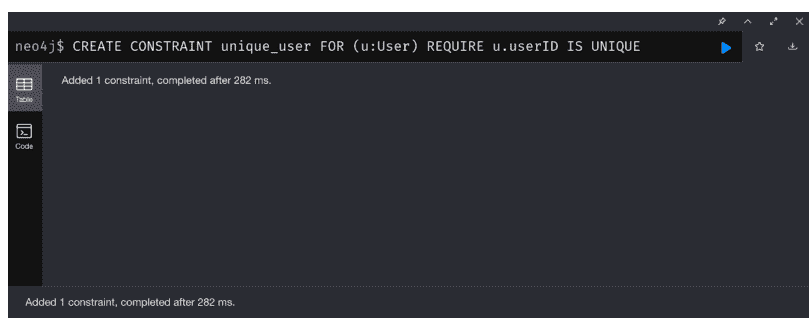 neo4j$ CREATE CONSTRAINT unique_user FOR (u:User) REQUIRE u.userID IS UNIQUE
Added 1 constraint, completed after 282 ms.
Table
Code
Added 1 constraint, completed after 282 ms.